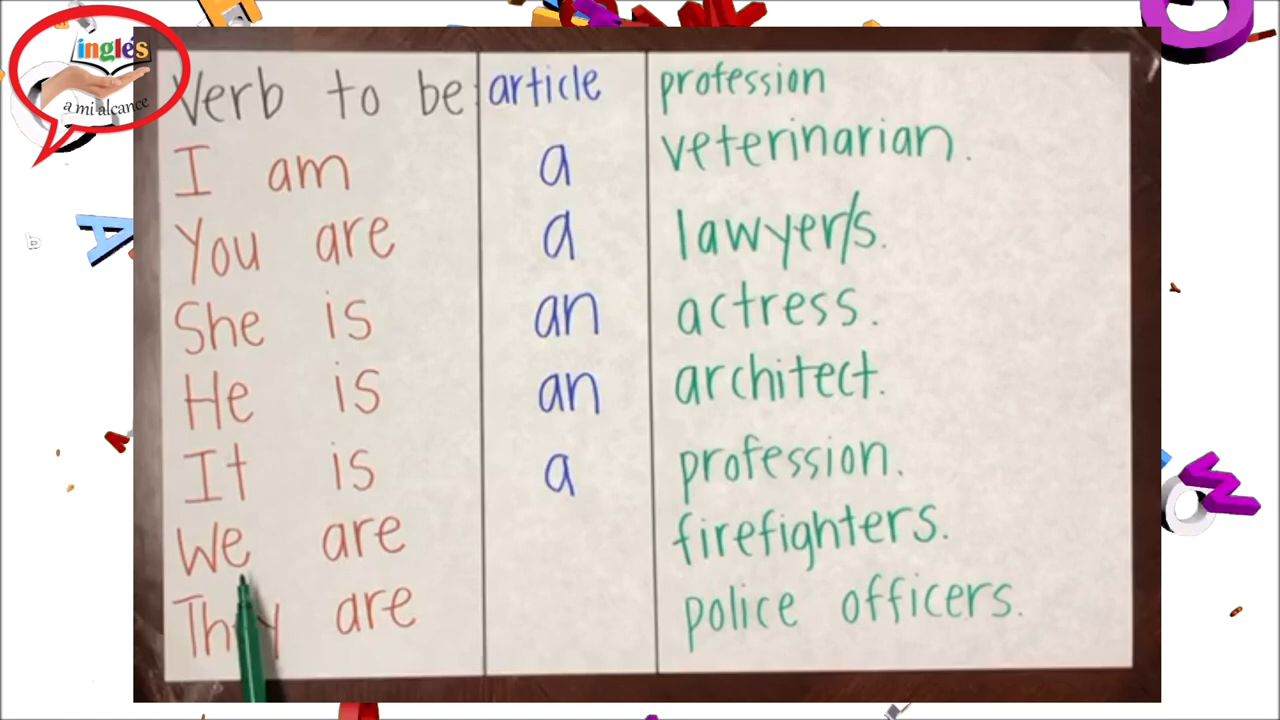 inglés
a mi alcance
Verb to be: article profession
I am a veterinarian.
You are a lawyer/s.
She is an actress.
He is an architect.
It is a profession.
We are firefighters.
They are police officers.